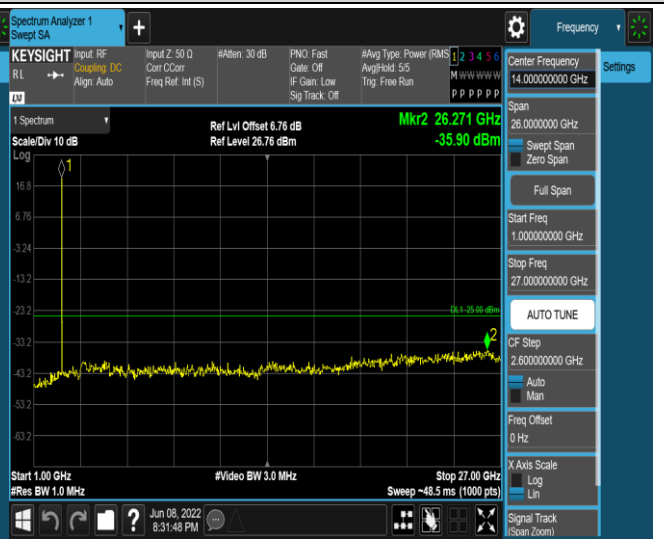 Spectrum Analyzer 1
Swept SA
Frequency
KEYSIGHT
RL
LXI
Input: RF
Coupling: DC
Align: Auto
Input Z: 50 Ω
Corr CCorr
Freq Ref: Int (S)
#Atten: 30 dB
PNO: Fast
Gate: Off
IF Gain: Low
Sig Track: Off
#Avg Type: Power (RMS
Avg|Hold: 5/5
Trig: Free Run
1 2 3 4 5 6
M W W W W W
P P P P P P
Center Frequency
14.000000000 GHz
Settings
Span
26.0000000 GHz
Swept Span
Zero Span
Full Span
Start Freq
1.000000000 GHz
Stop Freq
27.000000000 GHz
AUTO TUNE
CF Step
2.600000000 GHz
Auto
Man
Freq Offset
0 Hz
X Axis Scale
Log
Lin
Signal Track
(Span Zoom)
1 Spectrum
Scale/Div 10 dB
Log
Ref Lvl Offset 6.76 dB
Ref Level 26.76 dBm
Mkr2 26.271 GHz
-35.90 dBm
1
16.8
6.76
-3.24
-13.2
-23.2
-33.2
-43.2
-53.2
-63.2
2
Start 1.00 GHz
#Res BW 1.0 MHz
#Video BW 3.0 MHz
Stop 27.00 GHz
Sweep ~48.5 ms (1000 pts)
?
Jun 08, 2022
8:31:48 PM